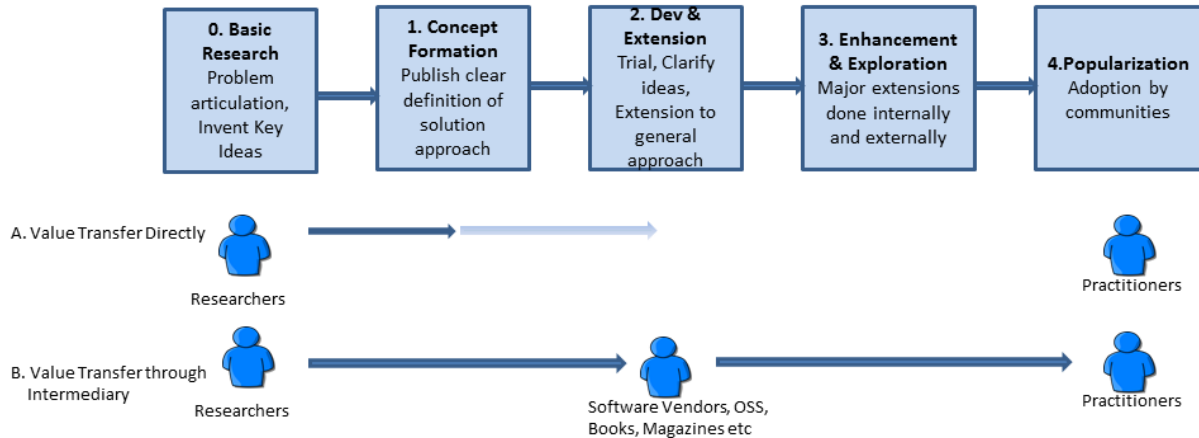 0. Basic
Research
Problem
articulation,
Invent Key
Ideas
1. Concept
Formation
Publish clear
definition of
solution
approach
2. Dev &
Extension
Trial, Clarify
ideas,
Extension to
general
approach
3. Enhancement
& Exploration
Major extensions
done internally
and externally
4.Popularization
Adoption by
communities
A. Value Transfer Directly
Researchers
Practitioners
B. Value Transfer through
Intermediary
Researchers
Software Vendors, OSS,
Books, Magazines etc
Practitioners